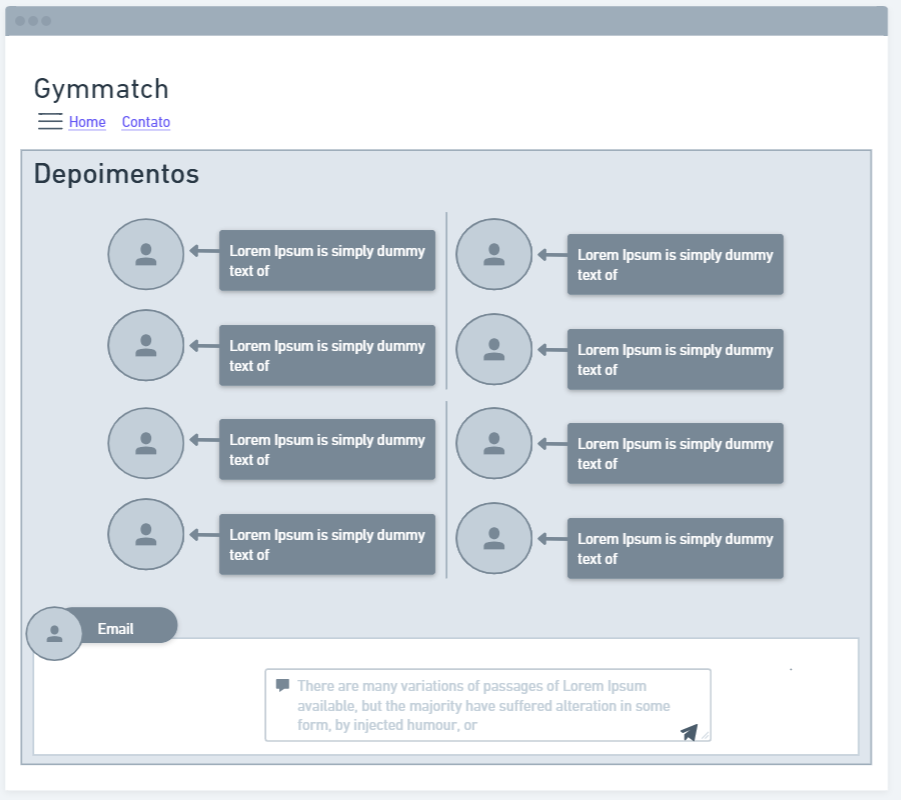 Gymmatch
Home Contato
Depoimentos
Lorem Ipsum is simply dummy
text of
Lorem Ipsum is simply dummy
text of
Lorem Ipsum is simply dummy
text of
Lorem Ipsum is simply dummy
text of
Lorem Ipsum is simply dummy
text of
Lorem Ipsum is simply dummy
text of
Lorem Ipsum is simply dummy
text of
Lorem Ipsum is simply dummy
text of
Email
There are many variations of passages of Lorem Ipsum
available, but the majority have suffered alteration in some
form, by injected humour, or